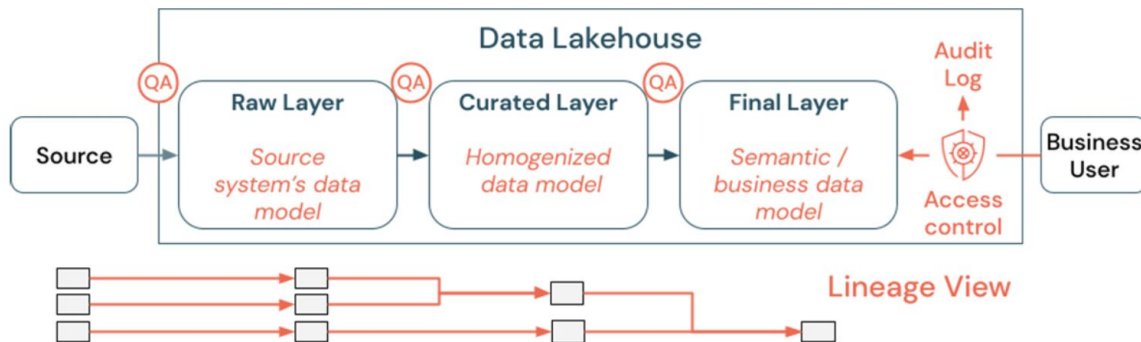 Data Lakehouse
QA
QA
QA
Audit
Log
Raw Layer
Curated Layer
Final Layer
Source
Source
system's data
model
Homogenized
data model
Semantic /
business data
model
Access
control
Business
User
Lineage View